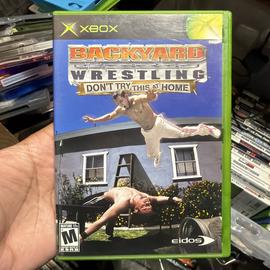 XBOX
BACKYARD
WRESTLING
DON'T TRY THIS AT HOME
M
eidos